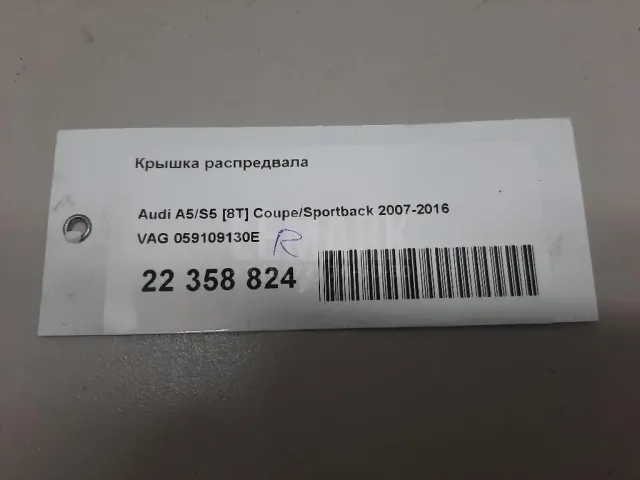 Крышка распредвала
Audi A5/S5 [8T] Coupe/Sportback 2007-2016
VAG 059109130E R
22 358 824